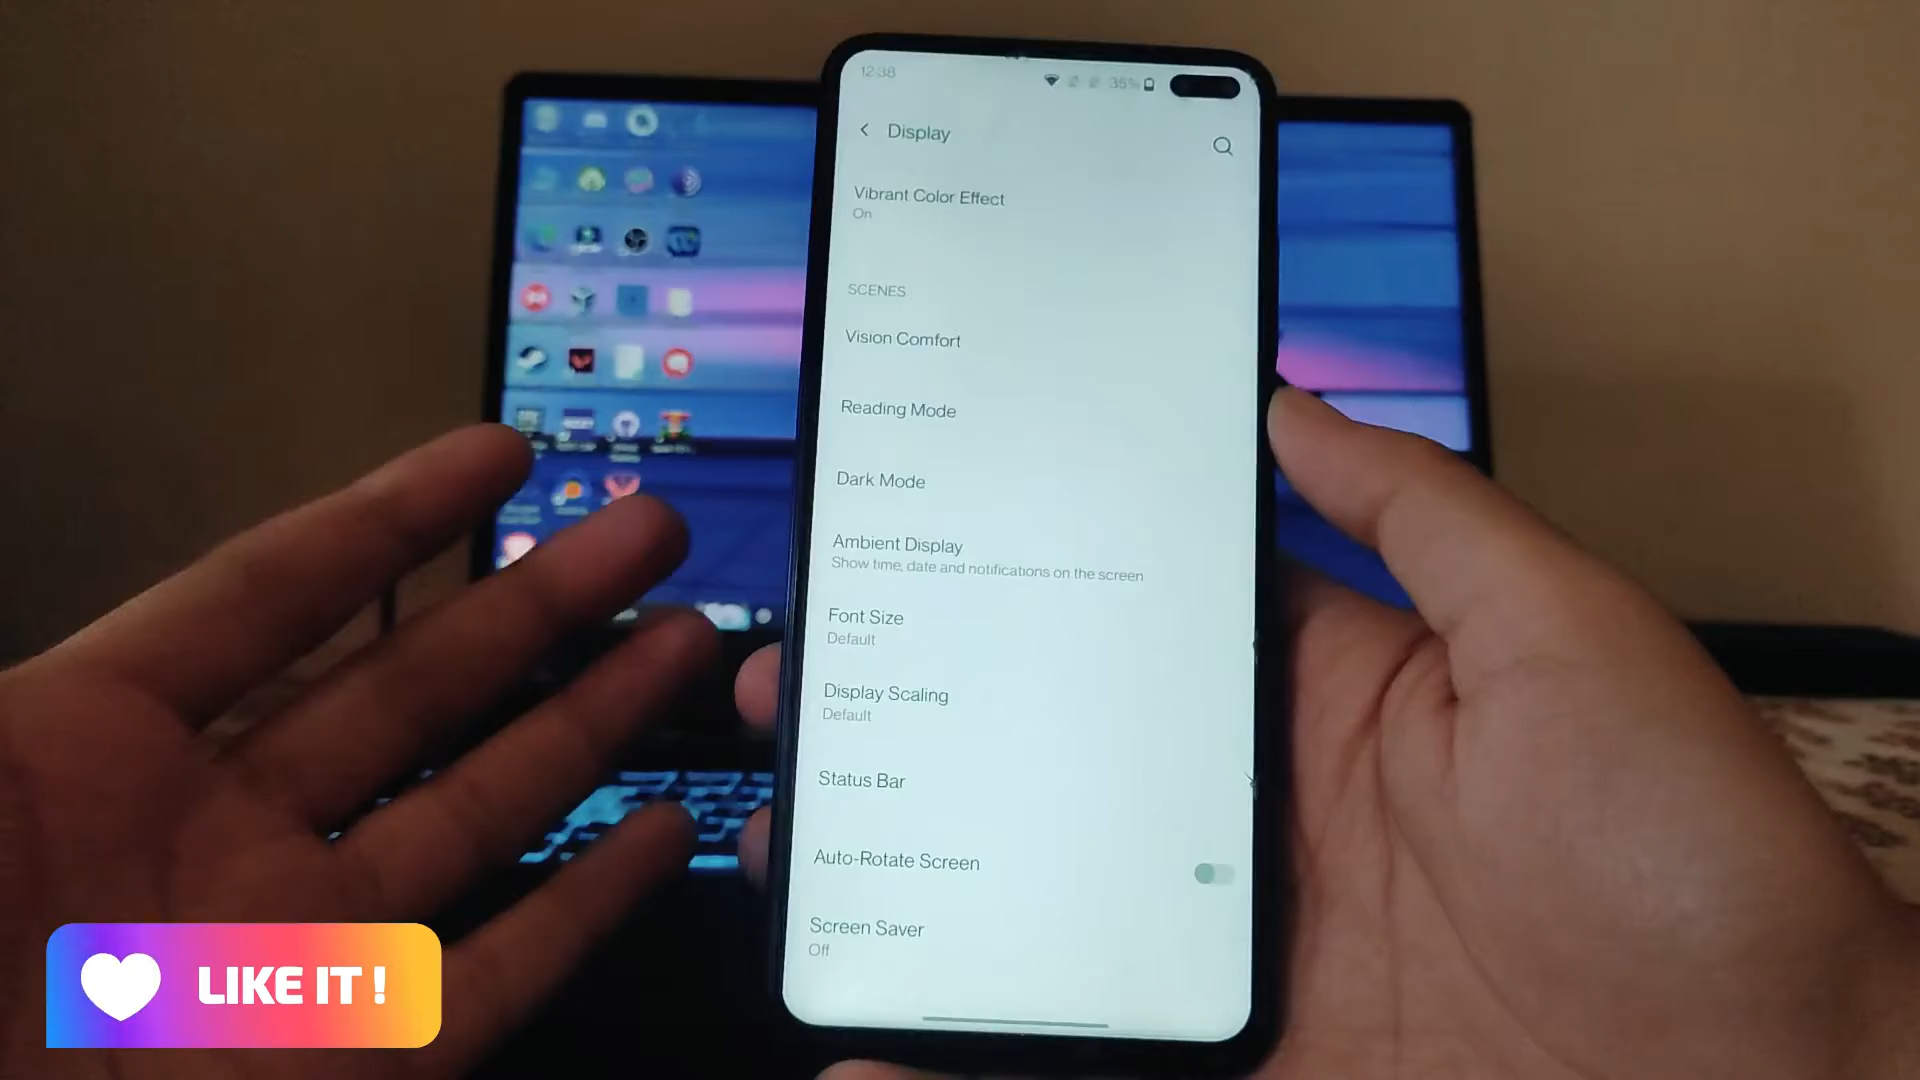 12:38
35%
Display
Vibrant Color Effect
On
SCENES
Vision Comfort
Reading Mode
Dark Mode
Ambient Display
Show time, date and notifications on the screen
Font Size
Default
Display Scaling
Default
Status Bar
Auto-Rotate Screen
Screen Saver
Off
LIKE IT !